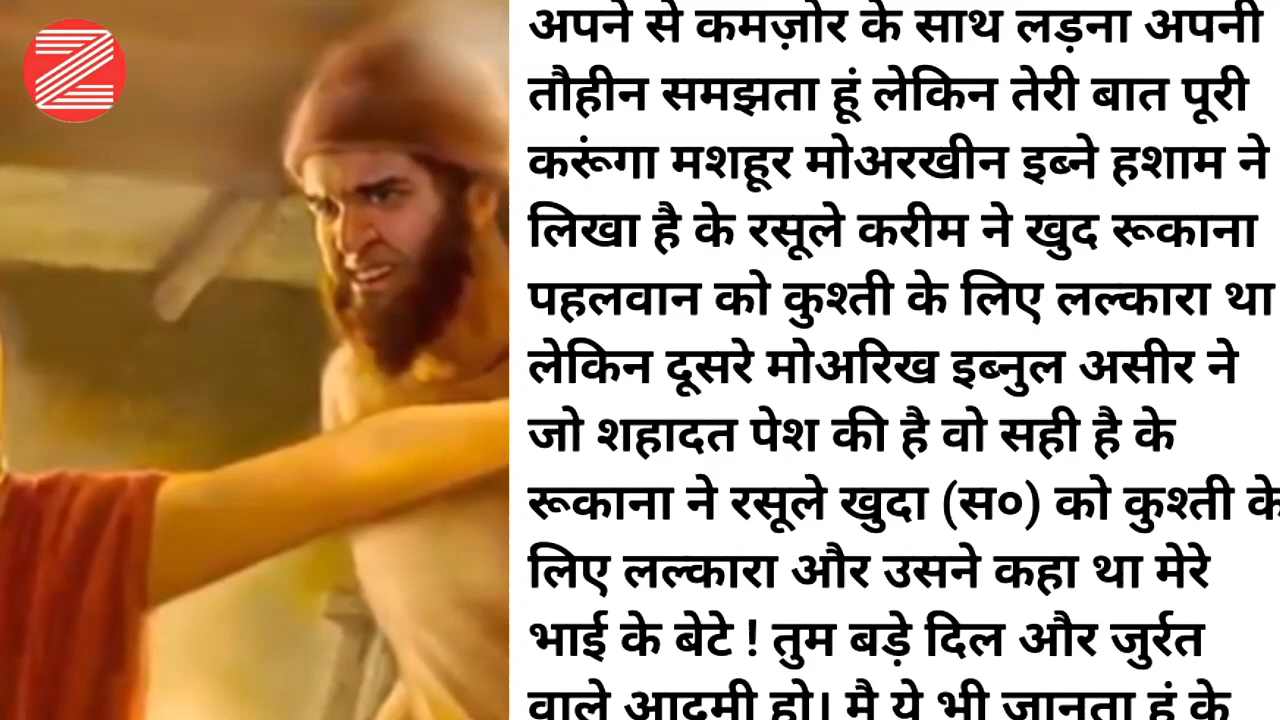 अपने से कमज़ोर के साथ लड़ना अपनी
तौहीन समझता हूं लेकिन तेरी बात पूरी
करूंगा मशहूर मोअरखीन इब्ने हशाम ने
लिखा है के रसूले करीम ने खुद रूकाना
पहलवान को कुश्ती के लिए लल्कारा था
लेकिन दूसरे मोअरिख इब्नुल असीर ने
जो शहादत पेश की है वो सही है के
रूकाना ने रसूले खुदा (स०) को कुश्ती के
लिए लल्कारा और उसने कहा था मेरे
भाई के बेटे ! तुम बड़े दिल और जुर्रत
वाले आदमी हो। मै ये भी जानता हूं के